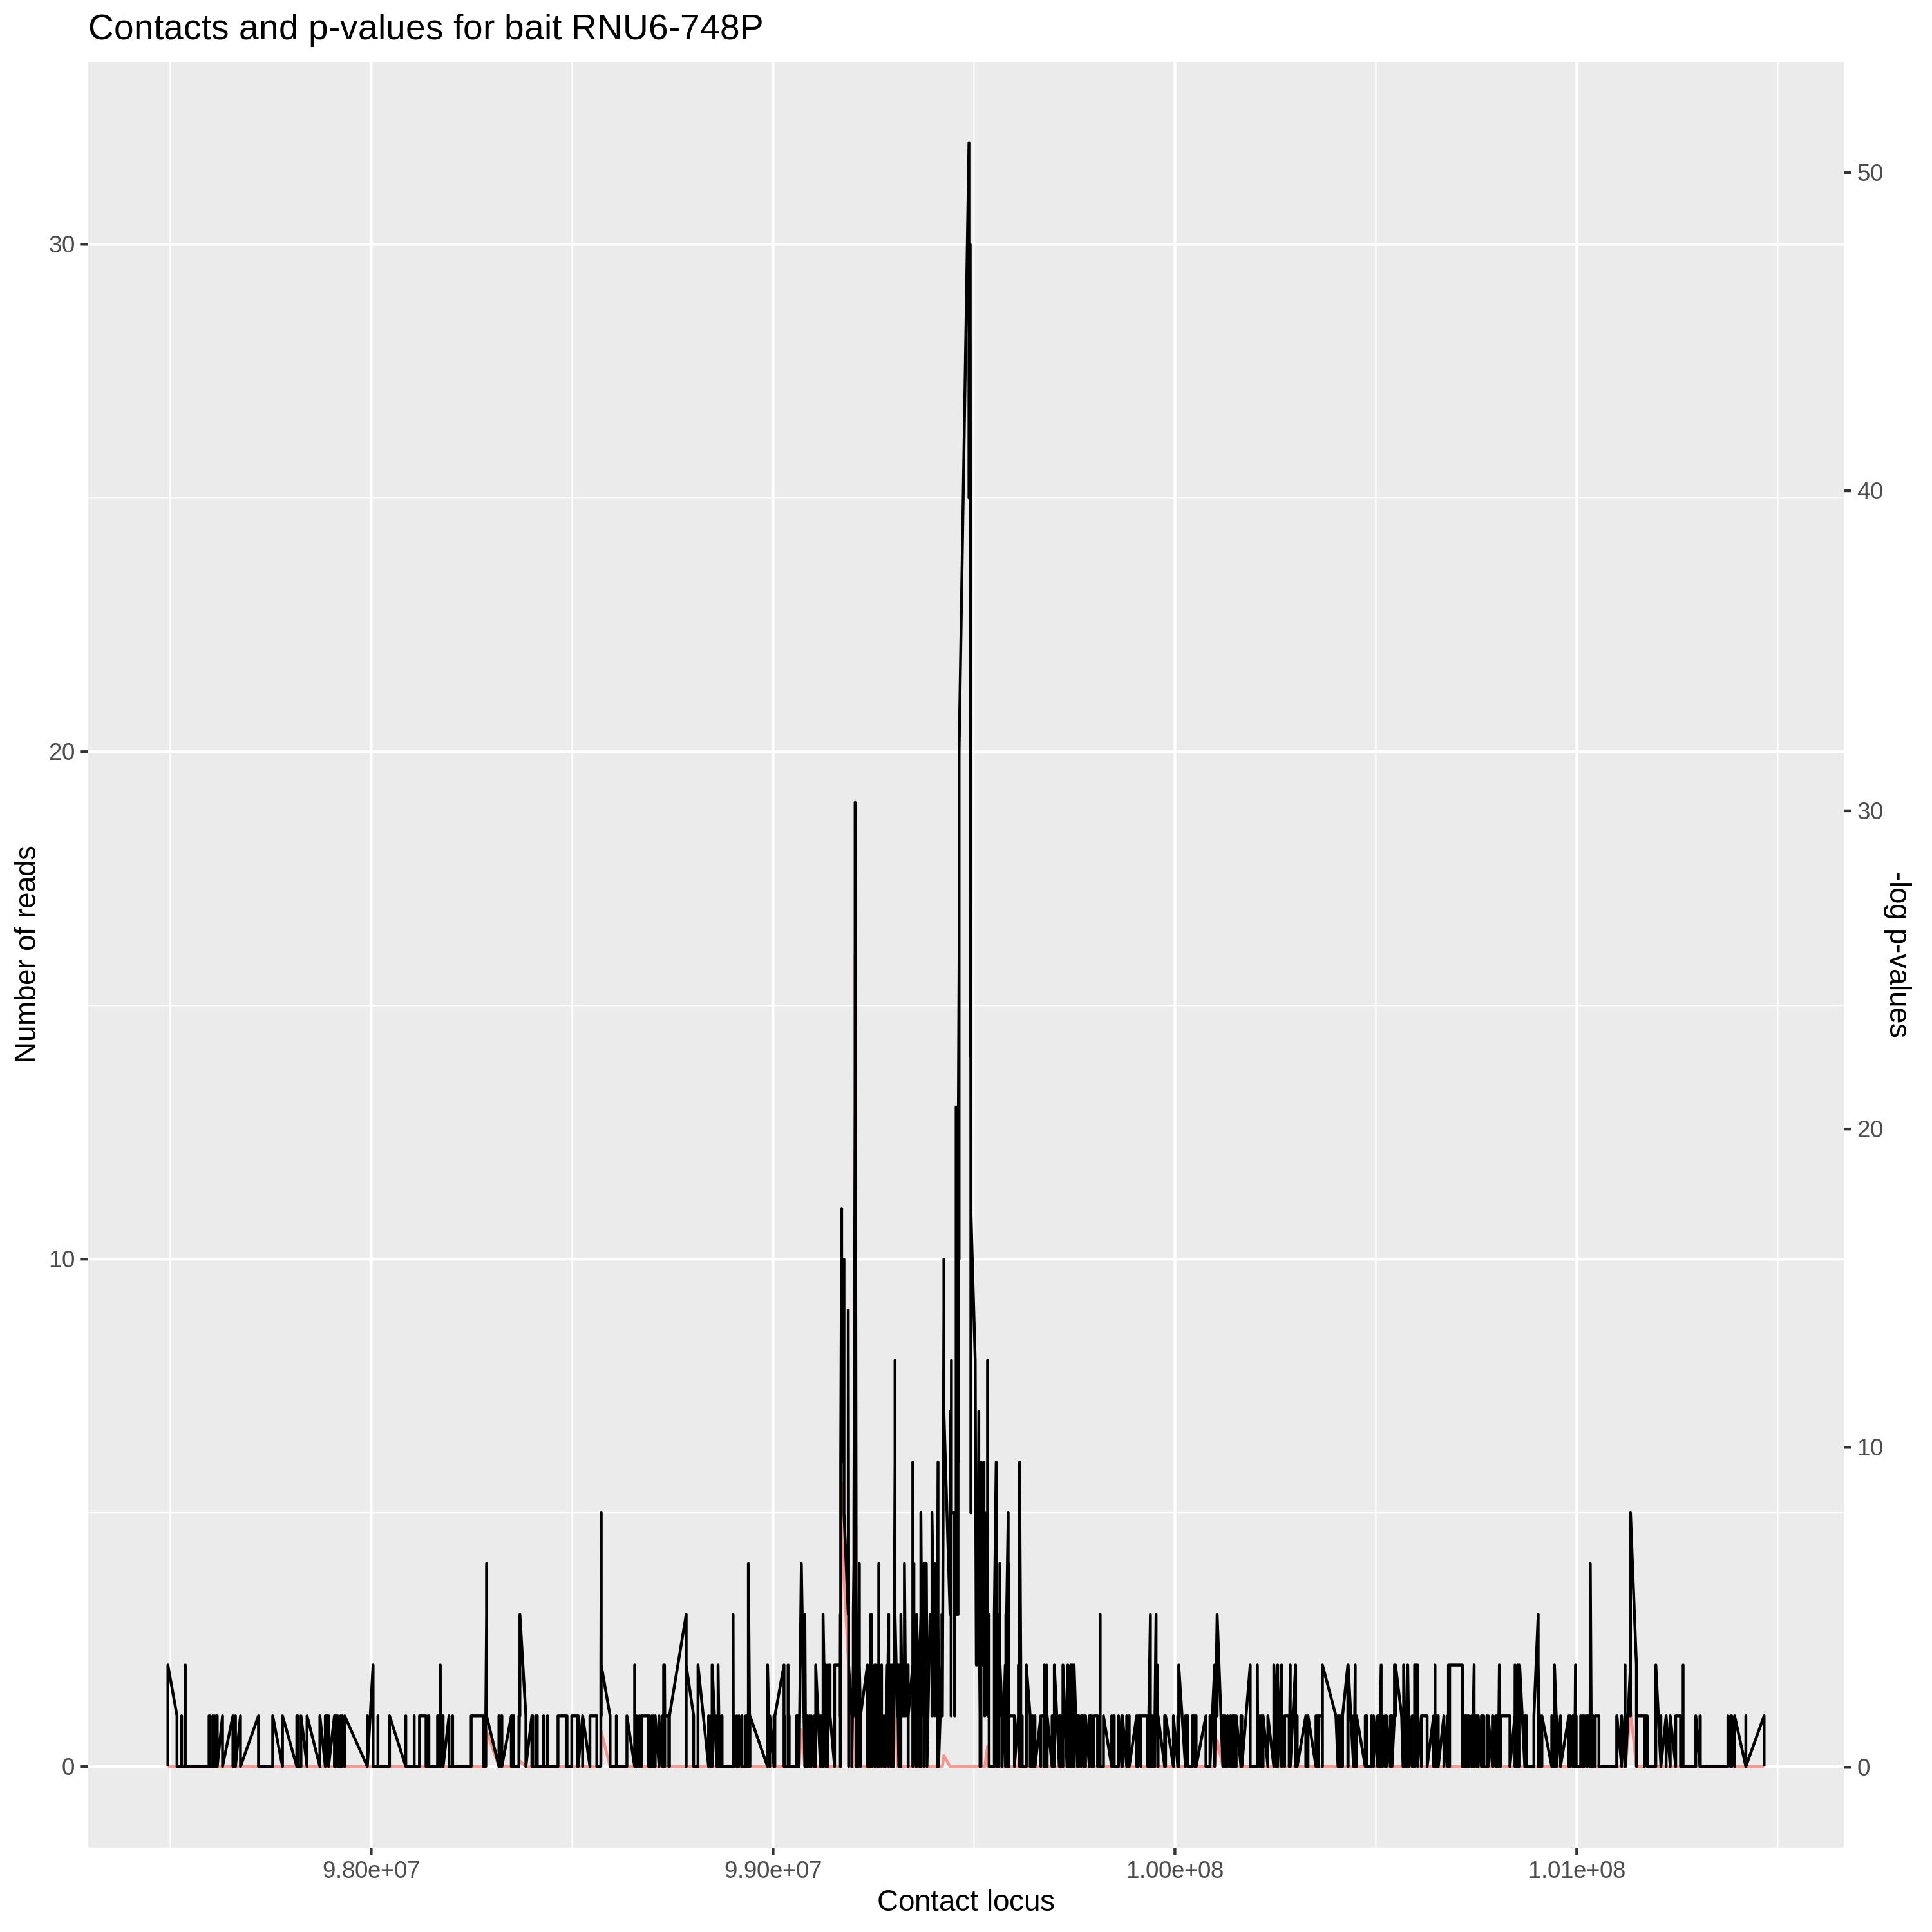 Contacts and p-values for bait RNU6-748P
30
20
10
0
Number of reads
50
40
30
20
10
0
-log p-values
9.80e+07
9.90e+07
1.00e+08
1.01e+08
Contact locus